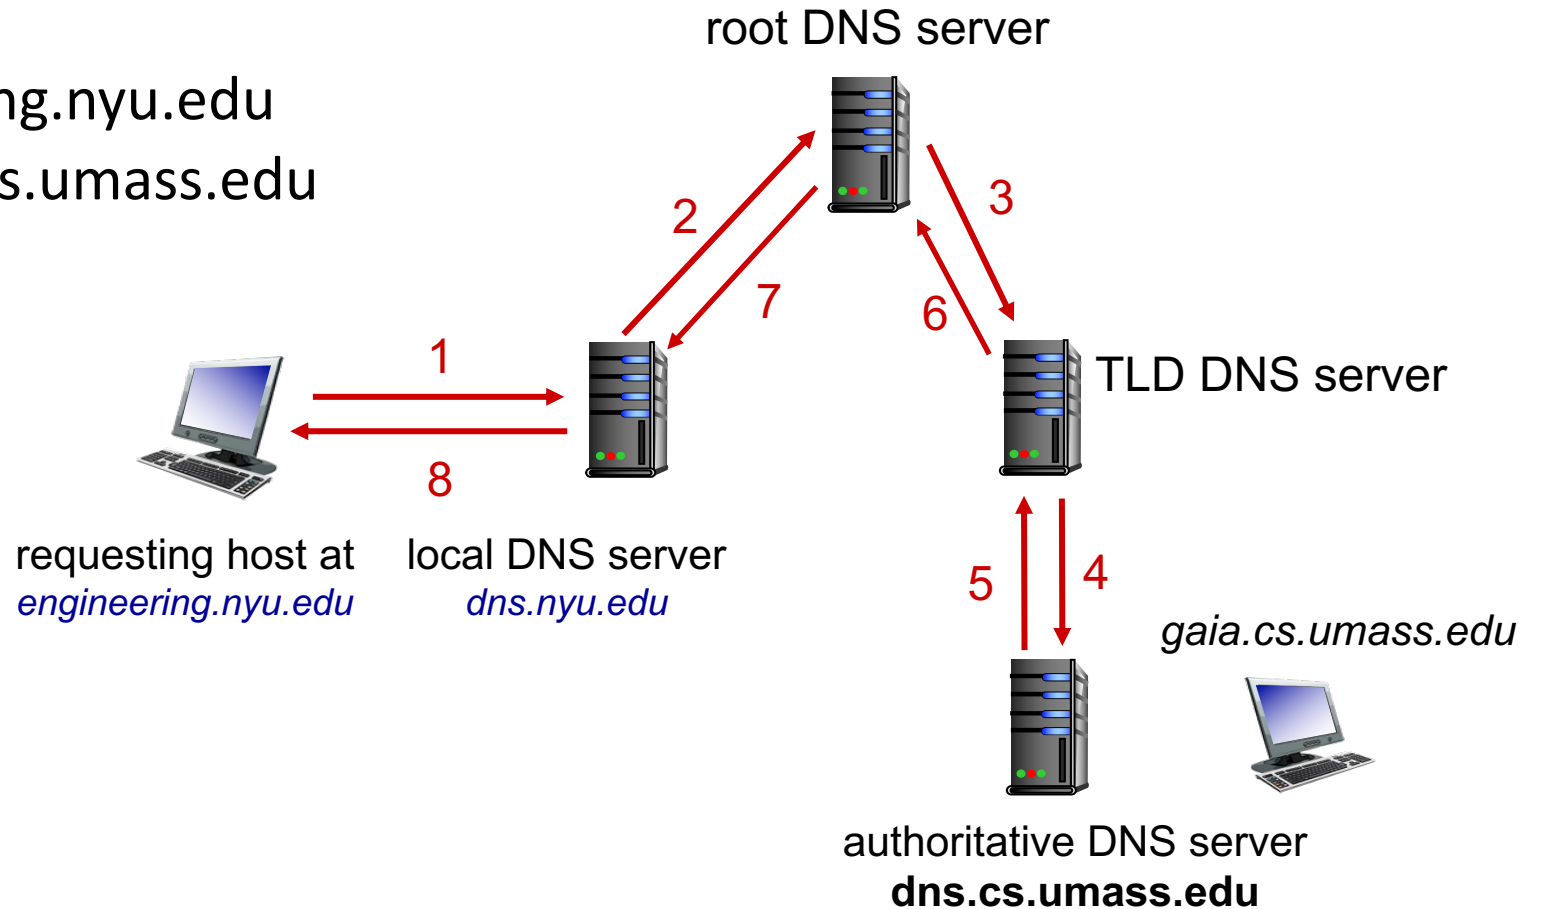 root DNS server
ng.nyu.edu
s.umass.edu
2
3
7
6
1
TLD DNS server
8
requesting host at
engineering.nyu.edu
local DNS server
dns.nyu.edu
5
4
gaia.cs.umass.edu
authoritative DNS server
dns.cs.umass.edu